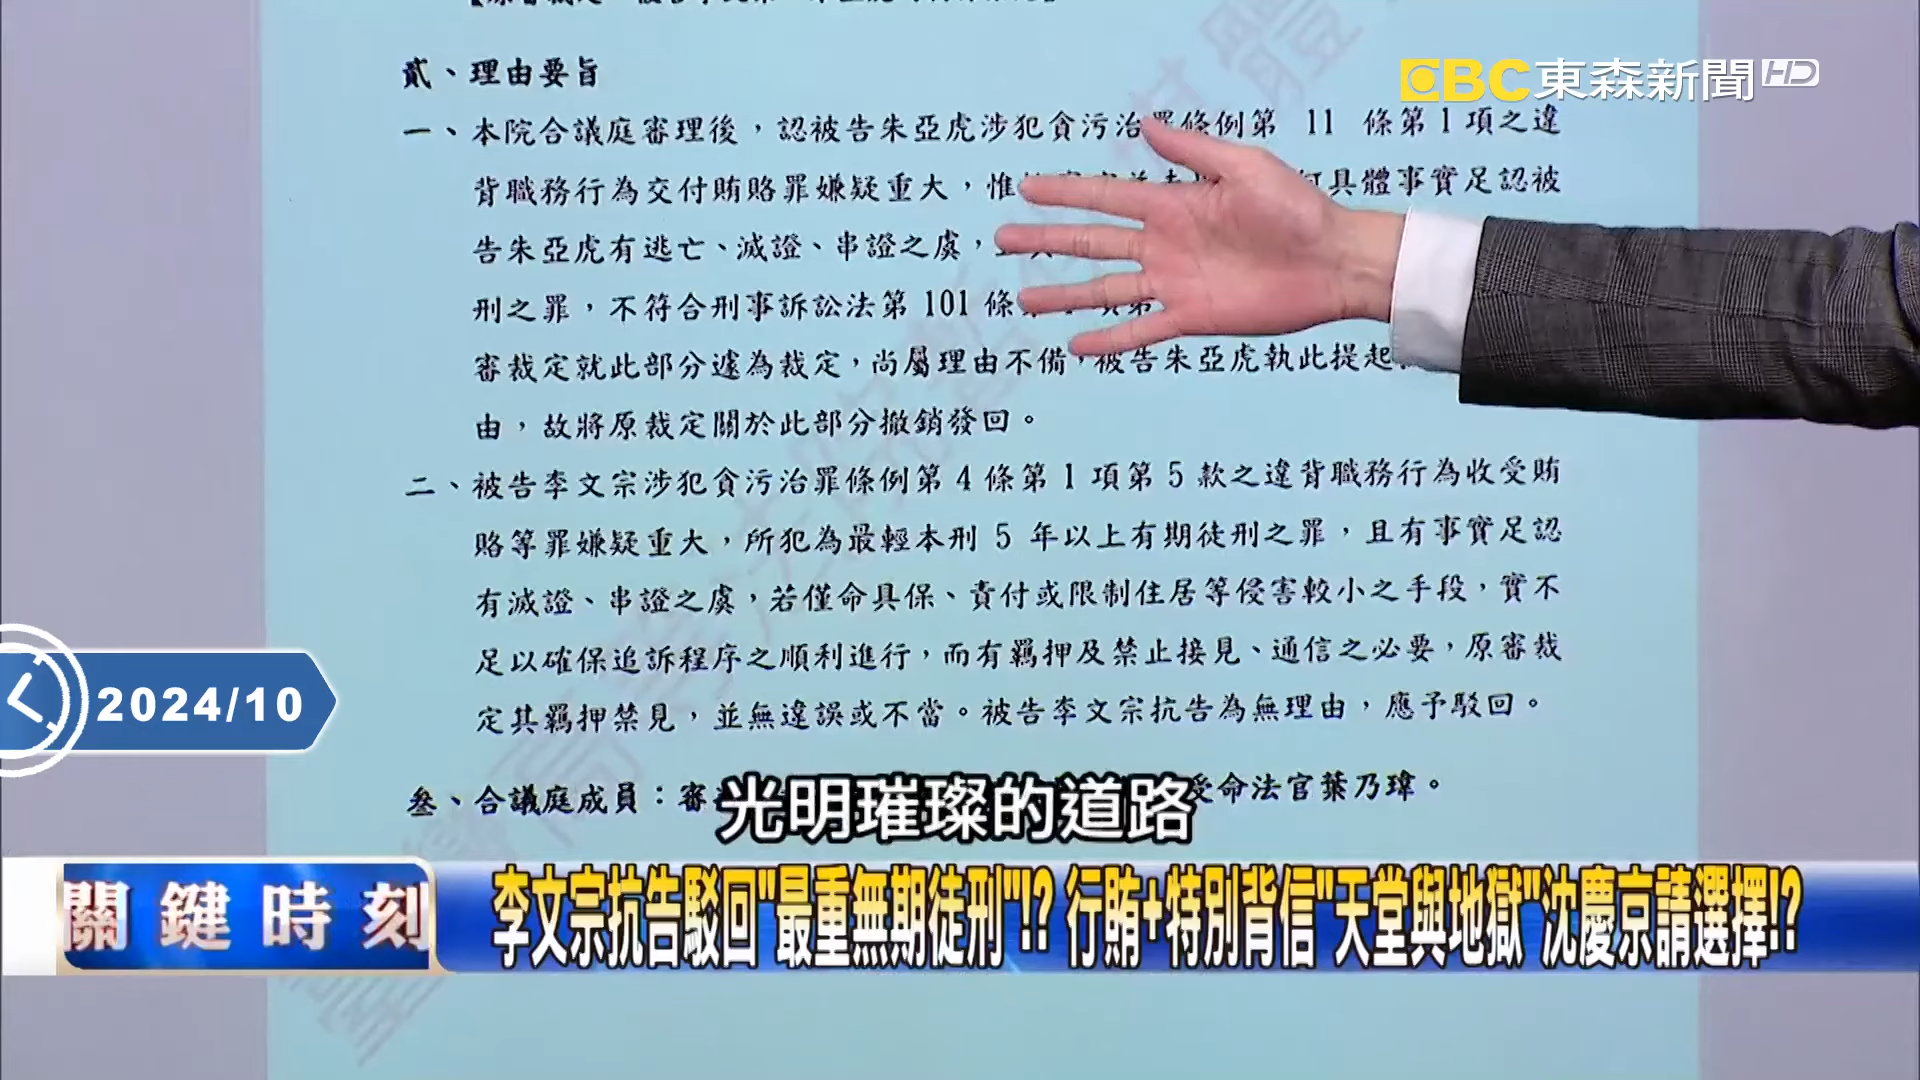 貳、理由要旨
EBC 東森新聞 HD
一、本院合議庭審理後，認被告朱亞虎涉犯貪污治罪條例第 11 條第1項之違
背職務行為交付賄賂罪嫌疑重大，惟 具體事實足認被
告朱亞虎有逃亡、滅證、串證之虞，
刑之罪，不符合刑事訴訟法第 101 條
審裁定就此部分遽為裁定，尚屬理由不備，被告朱亞虎執此提起
由，故將原裁定關於此部分撤銷發回。
二、被告李文宗涉犯貪污治罪條例第 4 條第 1 項第 5 款之違背職務行為收受賄
賂等罪嫌疑重大，所犯為最輕本刑 5 年以上有期徒刑之罪，且有事實足認
有滅證、串證之虞，若僅命具保、責付或限制住居等侵害較小之手段，實不
足以確保追訴程序之順利進行，而有羈押及禁止接見、通信之必要，原審裁
定其羈押禁見，並無違誤或不當。被告李文宗抗告為無理由，應予駁回。
2024/10
叁、合議庭成員：審 受命法官葉乃瑋。
光明璀璨的道路
關鍵時刻
李文宗抗告駁回"最重無期徒刑"!? 行賄+特別背信"天堂與地獄"沈慶京請選擇!?